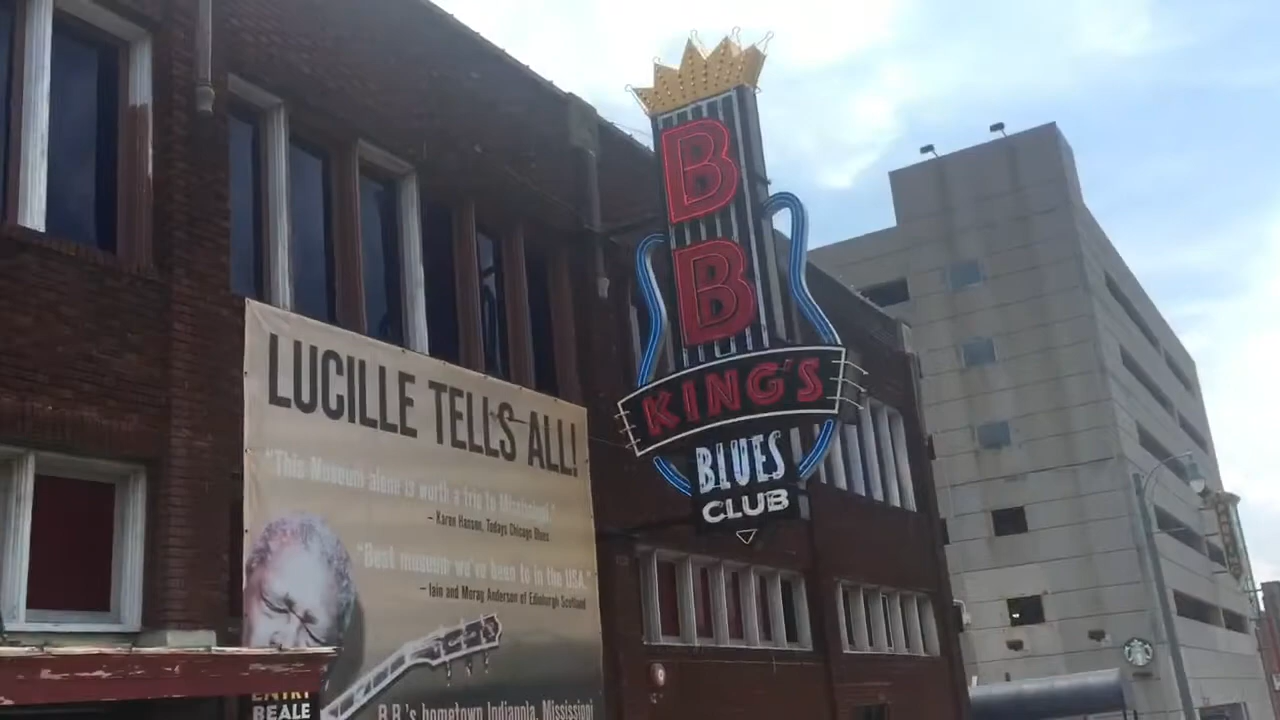 LUCILLE TELLS ALL!
"This Museum alone is worth a trip to Mississippi!"
– Karen Hanson, Todays Chicago Blues
"Best museum we've been to in the USA."
– Iain and Moray Anderson of Edinburgh Scotland
B.B.'s hometown Indianola, Mississippi
ENTRY
BEALE
B
B
KING'S
BLUES
CLUB